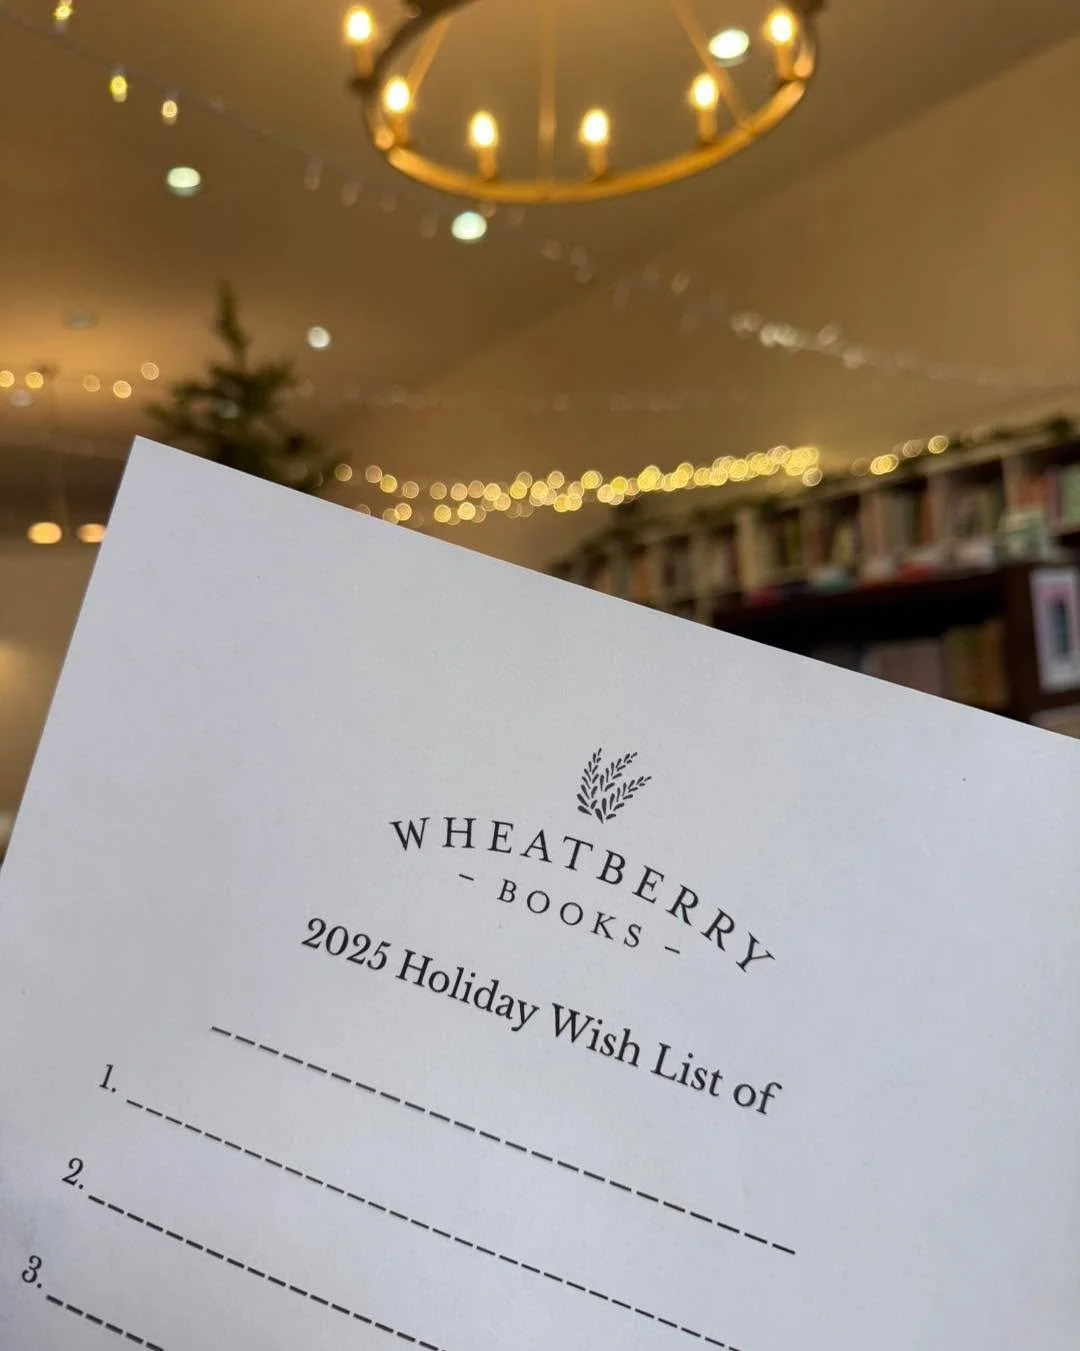 WHEATBERRY
- BOOKS -
2025 Holiday Wish List of
1.
2.
3.